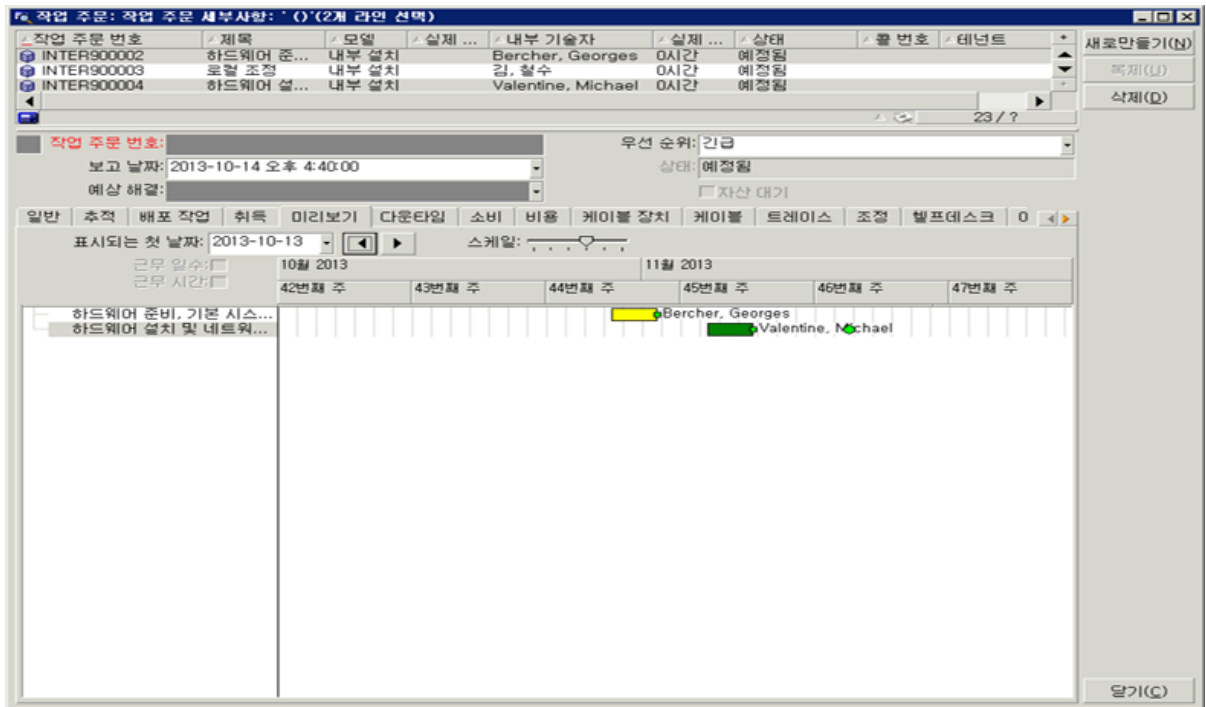 작업 주문: 작업 주문 세부사항: ' ()'(2개 라인 선택)
작업 주문 번호 제목 모델 실제 ... 내부 기술자 실제 ... 상태 콜 번호 테넌트
INTER900002 하드웨어 준... 내부 설치 Bercher, Georges 0시간 예정됨
INTER900003 로컬 조정 내부 설치 김, 철수 0시간 예정됨
INTER900004 하드웨어 설... 내부 설치 Valentine, Michael 0시간 예정됨
23 / ?
새로만들기(N)
복제(U)
삭제(D)
작업 주문 번호: 우선 순위: 긴급
보고 날짜: 2013-10-14 오후 4:40:00 상태: 예정됨
예상 해결: 자산 대기
일반 추적 배포 작업 취득 미리보기 다운타임 소비 비용 케이블 장치 케이블 트레이스 조정 헬프데스크 0
표시되는 첫 날짜: 2013-10-13 스케일:
근무 일수:
근무 시간:
10월 2013 11월 2013
42번째 주 43번째 주 44번째 주 45번째 주 46번째 주 47번째 주
하드웨어 준비, 기본 시스... Bercher, Georges
하드웨어 설치 및 네트워... Valentine, Michael
닫기(C)